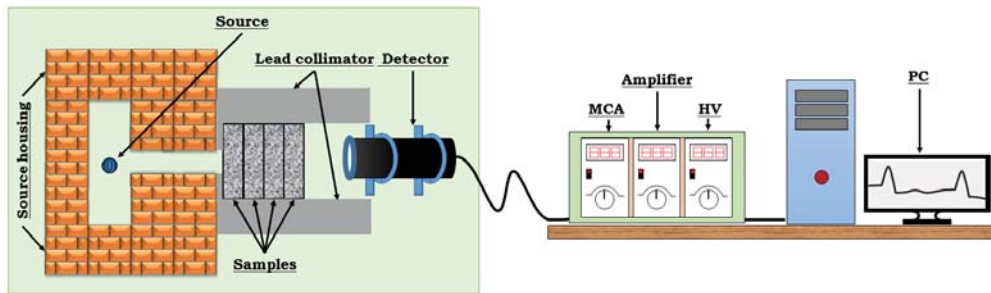 Source
Lead collimator
Detector
Source housing
Samples
Amplifier
MCA
HV
PC